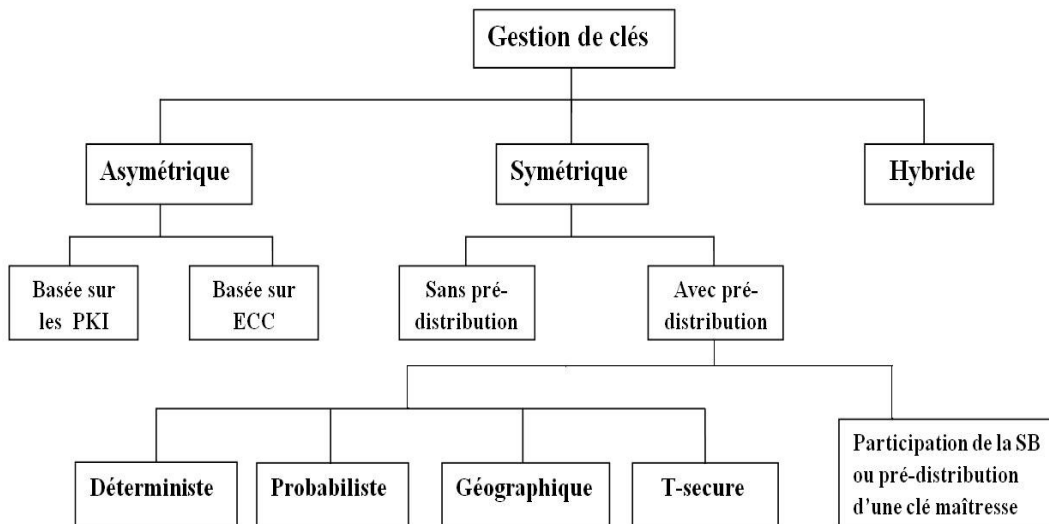 Gestion de clés
Asymétrique
Symétrique
Hybride
Basée sur
les PKI
Basée sur
ECC
Sans pré-
distribution
Avec pré-
distribution
Déterministe
Probabiliste
Géographique
T-secure
Participation de la SB
ou pré-distribution
d'une clé maîtresse